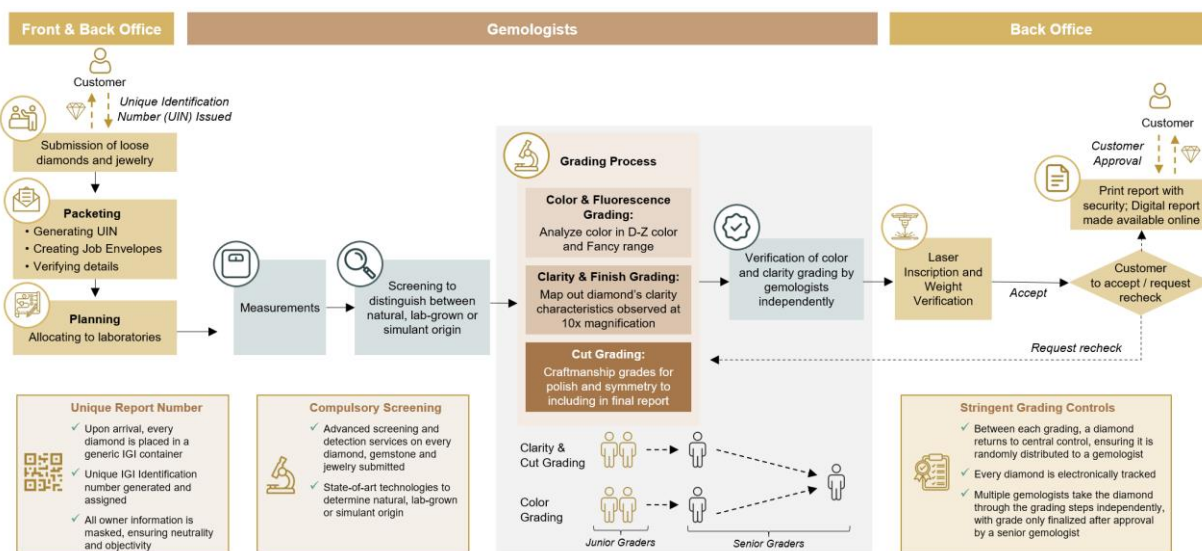 Front & Back Office
Gemologists
Back Office
Customer
Unique Identification
Number (UIN) Issued
Submission of loose
diamonds and jewelry
Packeting
• Generating UIN
• Creating Job Envelopes
• Verifying details
Planning
Allocating to laboratories
Measurements
Screening to
distinguish between
natural, lab-grown or
simulant origin
Grading Process
Color & Fluorescence
Grading:
Analyze color in D-Z color
and Fancy range
Clarity & Finish Grading:
Map out diamond's clarity
characteristics observed at
10x magnification
Cut Grading:
Craftmanship grades for
polish and symmetry to
including in final report
Clarity &
Cut Grading
Color
Grading
Junior Graders
Senior Graders
Verification of color
and clarity grading by
gemologists
independently
Laser
Inscription and
Weight
Verification
Accept
Customer
to accept / request
recheck
Request recheck
Print report with
security; Digital report
made available online
Customer
Approval
Customer
Unique Report Number
✓ Upon arrival, every
diamond is placed in a
generic IGI container
✓ Unique IGI Identification
number generated and
assigned
✓ All owner information is
masked, ensuring neutrality
and objectivity
Compulsory Screening
✓ Advanced screening and
detection services on every
diamond, gemstone and
jewelry submitted
✓ State-of-art technologies to
determine natural, lab-grown
or simulant origin
Stringent Grading Controls
✓ Between each grading, a diamond
returns to central control, ensuring it is
randomly distributed to a gemologist
✓ Every diamond is electronically tracked
✓ Multiple gemologists take the diamond
through the grading steps independently,
with grade only finalized after approval
by a senior gemologist